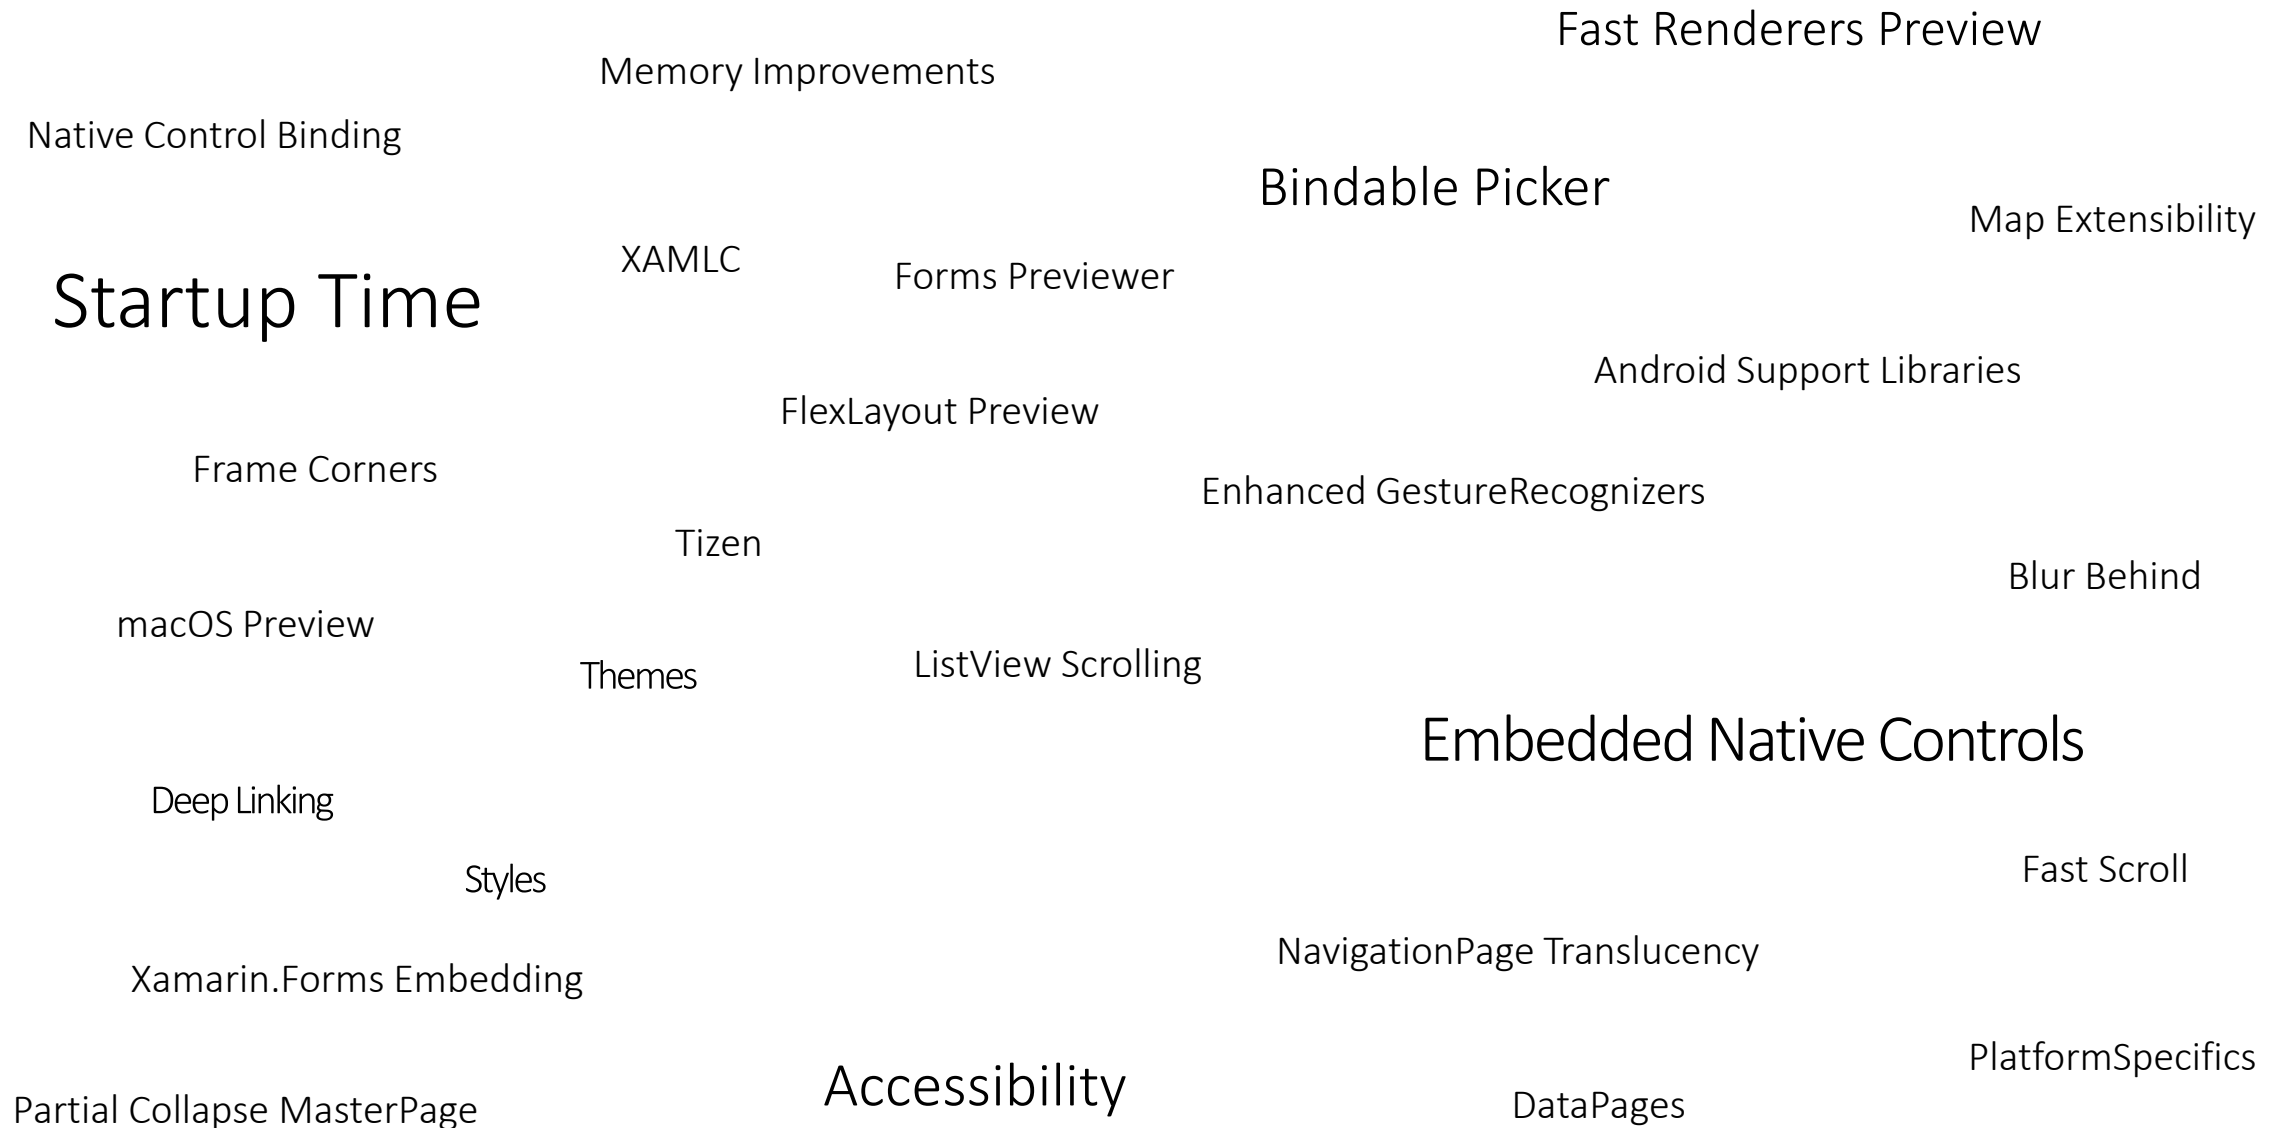 Fast Renderers Preview
Memory Improvements
Native Control Binding
Bindable Picker
Map Extensibility
XAMLC
Forms Previewer
Startup Time
Android Support Libraries
FlexLayout Preview
Frame Corners
Enhanced GestureRecognizers
Tizen
Blur Behind
macOS Preview
Themes
ListView Scrolling
Embedded Native Controls
Deep Linking
Fast Scroll
Styles
NavigationPage Translucency
Xamarin.Forms Embedding
PlatformSpecifics
Accessibility
DataPages
Partial Collapse MasterPage